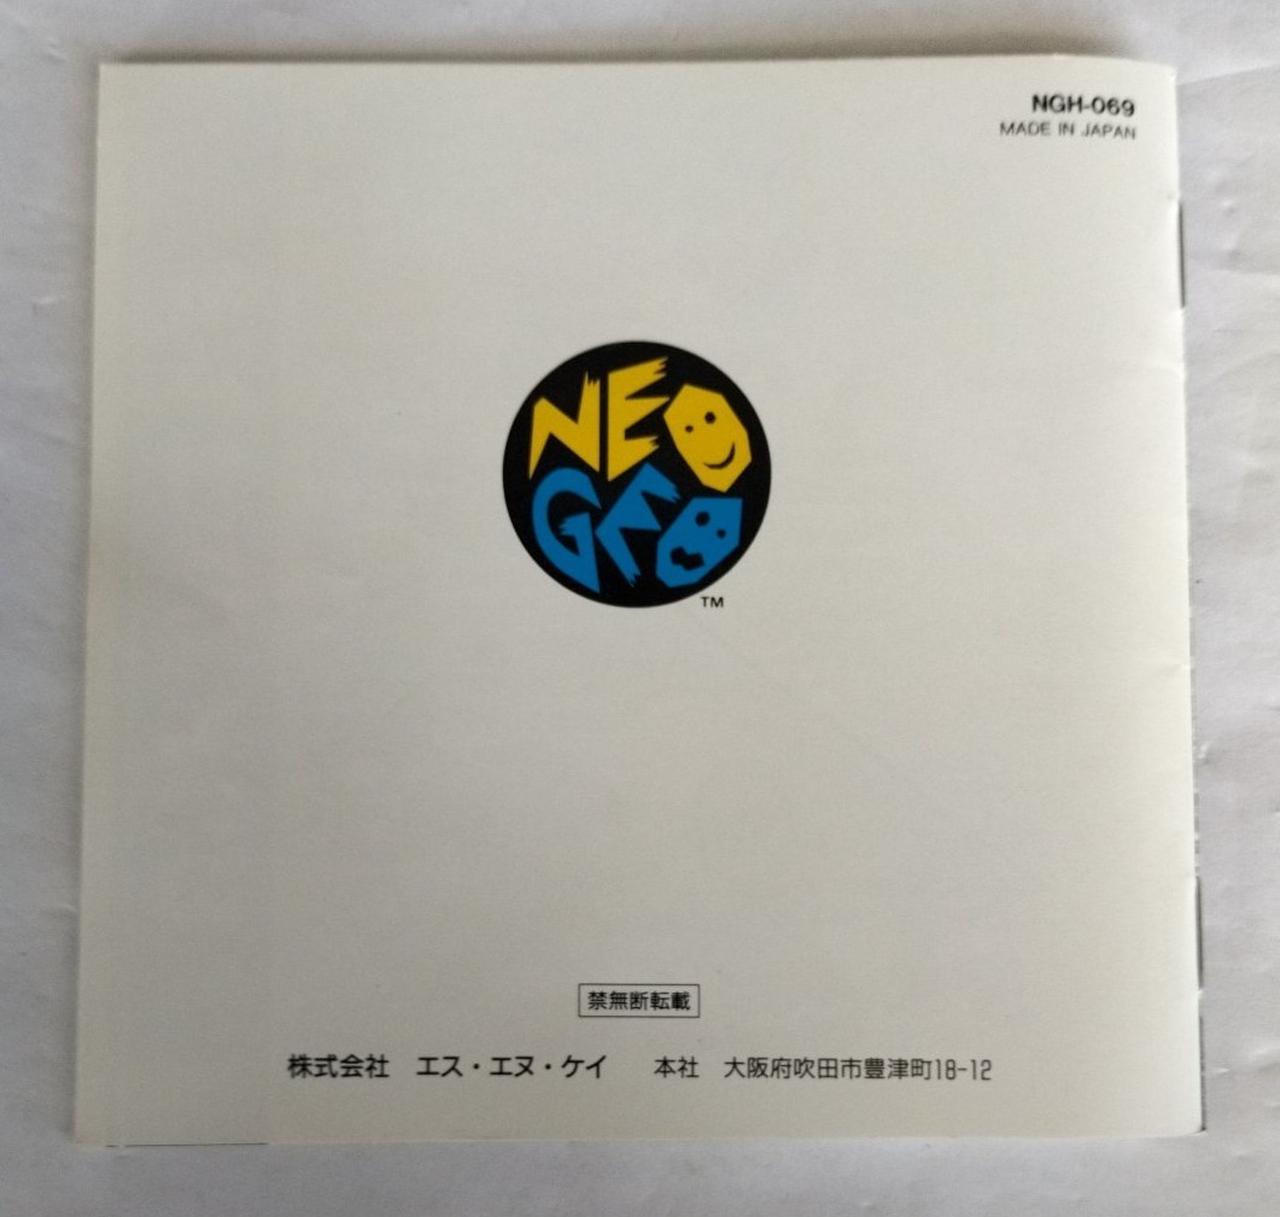 NGH-069
MADE IN JAPAN
NEO
GEO
TM
禁無断転載
株式会社　エス・エヌ・ケイ　本社　大阪府吹田市豊津町18-12